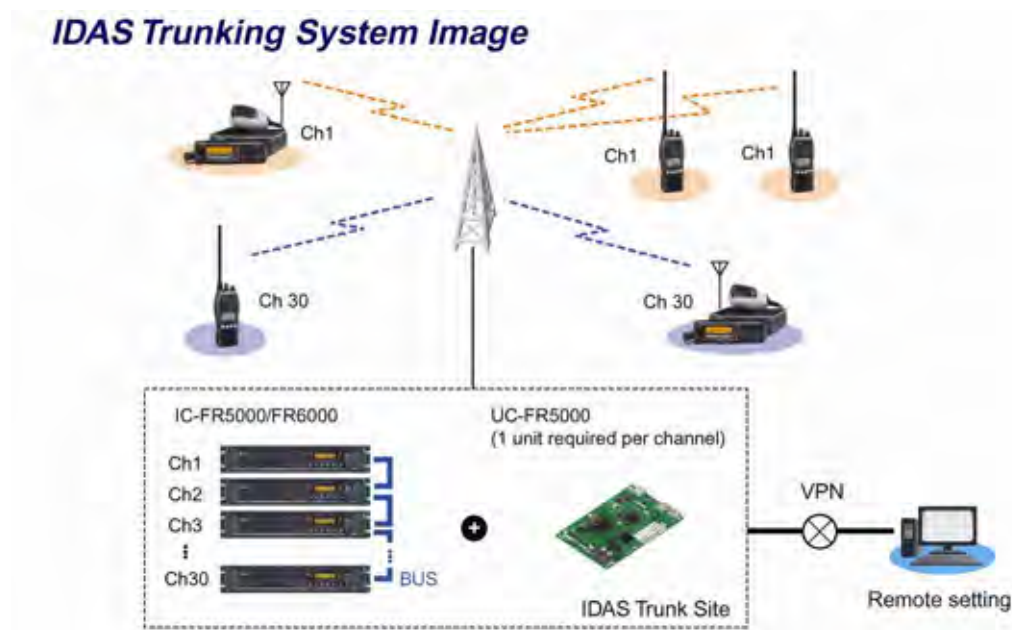 IDAS Trunking System Image
Ch1
Ch1
Ch1
Ch 30
Ch 30
IC-FR5000/FR6000
UC-FR5000
(1 unit required per channel)
Ch1
Ch2
Ch3
Ch30
BUS
VPN
IDAS Trunk Site
Remote setting